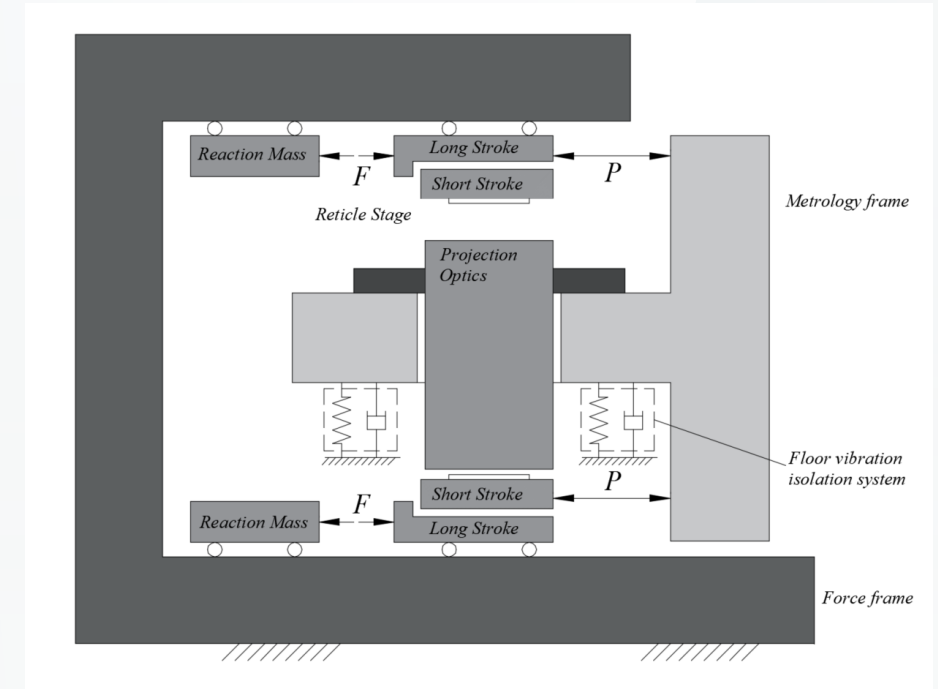 Reaction Mass
F
Long Stroke
P
Short Stroke
Reticle Stage
Metrology frame
Projection
Optics
Floor vibration
isolation system
Short Stroke
P
Reaction Mass
F
Long Stroke
Force frame